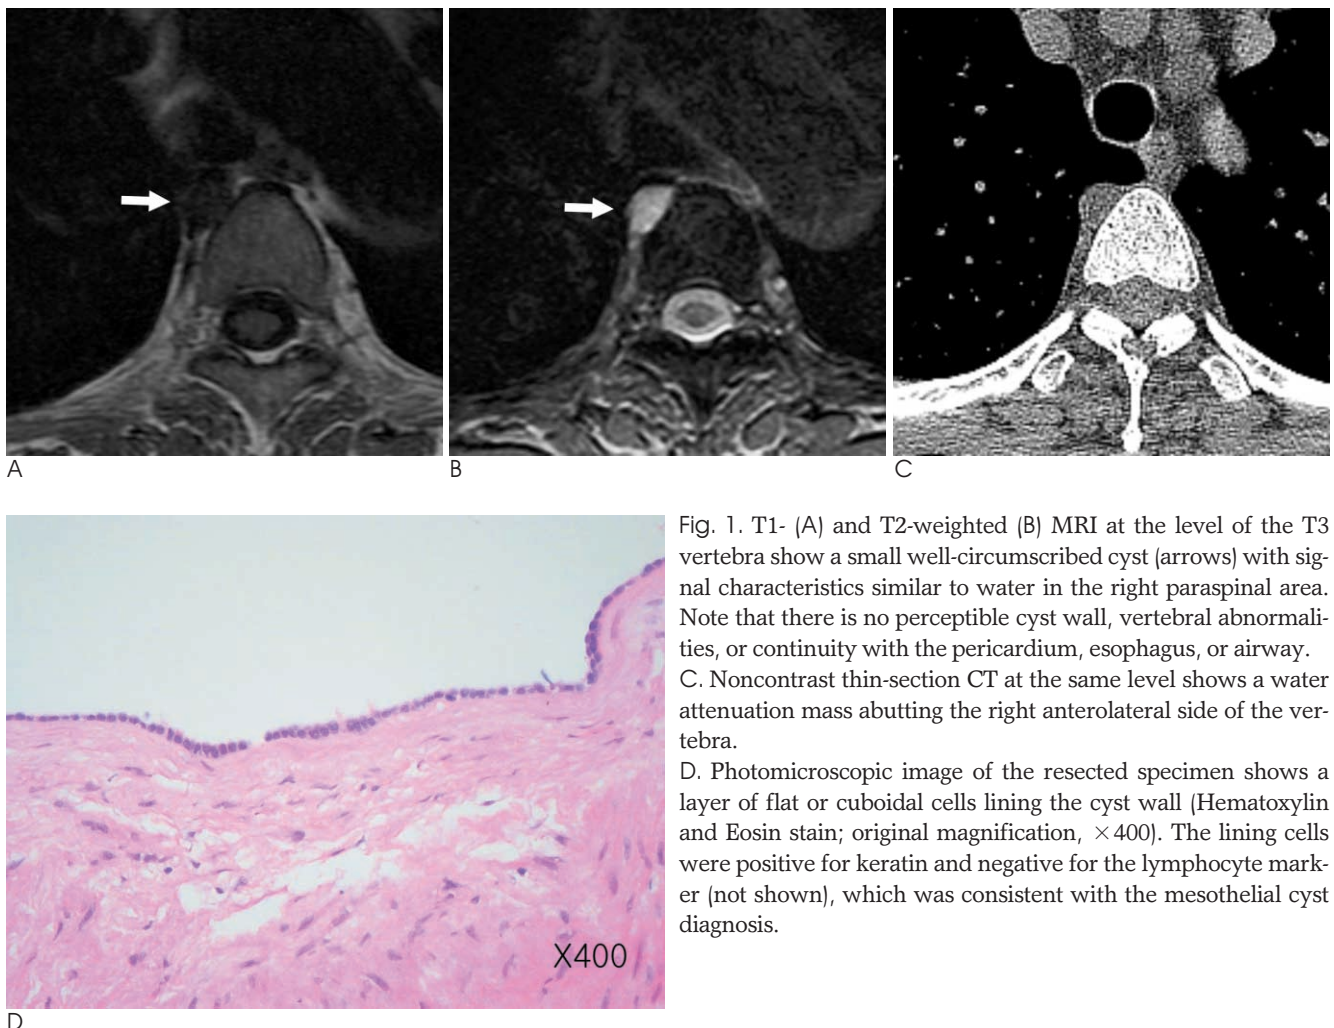 A
B
C
Fig. 1. T1- (A) and T2-weighted (B) MRI at the level of the T3
vertebra show a small well-circumscribed cyst (arrows) with sig-
nal characteristics similar to water in the right paraspinal area.
Note that there is no perceptible cyst wall, vertebral abnormali-
ties, or continuity with the pericardium, esophagus, or airway.
C. Noncontrast thin-section CT at the same level shows a water
attenuation mass abutting the right anterolateral side of the ver-
tebra.
D. Photomicroscopic image of the resected specimen shows a
layer of flat or cuboidal cells lining the cyst wall (Hematoxylin
and Eosin stain; original magnification, ×400). The lining cells
were positive for keratin and negative for the lymphocyte mark-
er (not shown), which was consistent with the mesothelial cyst
diagnosis.
X400
D